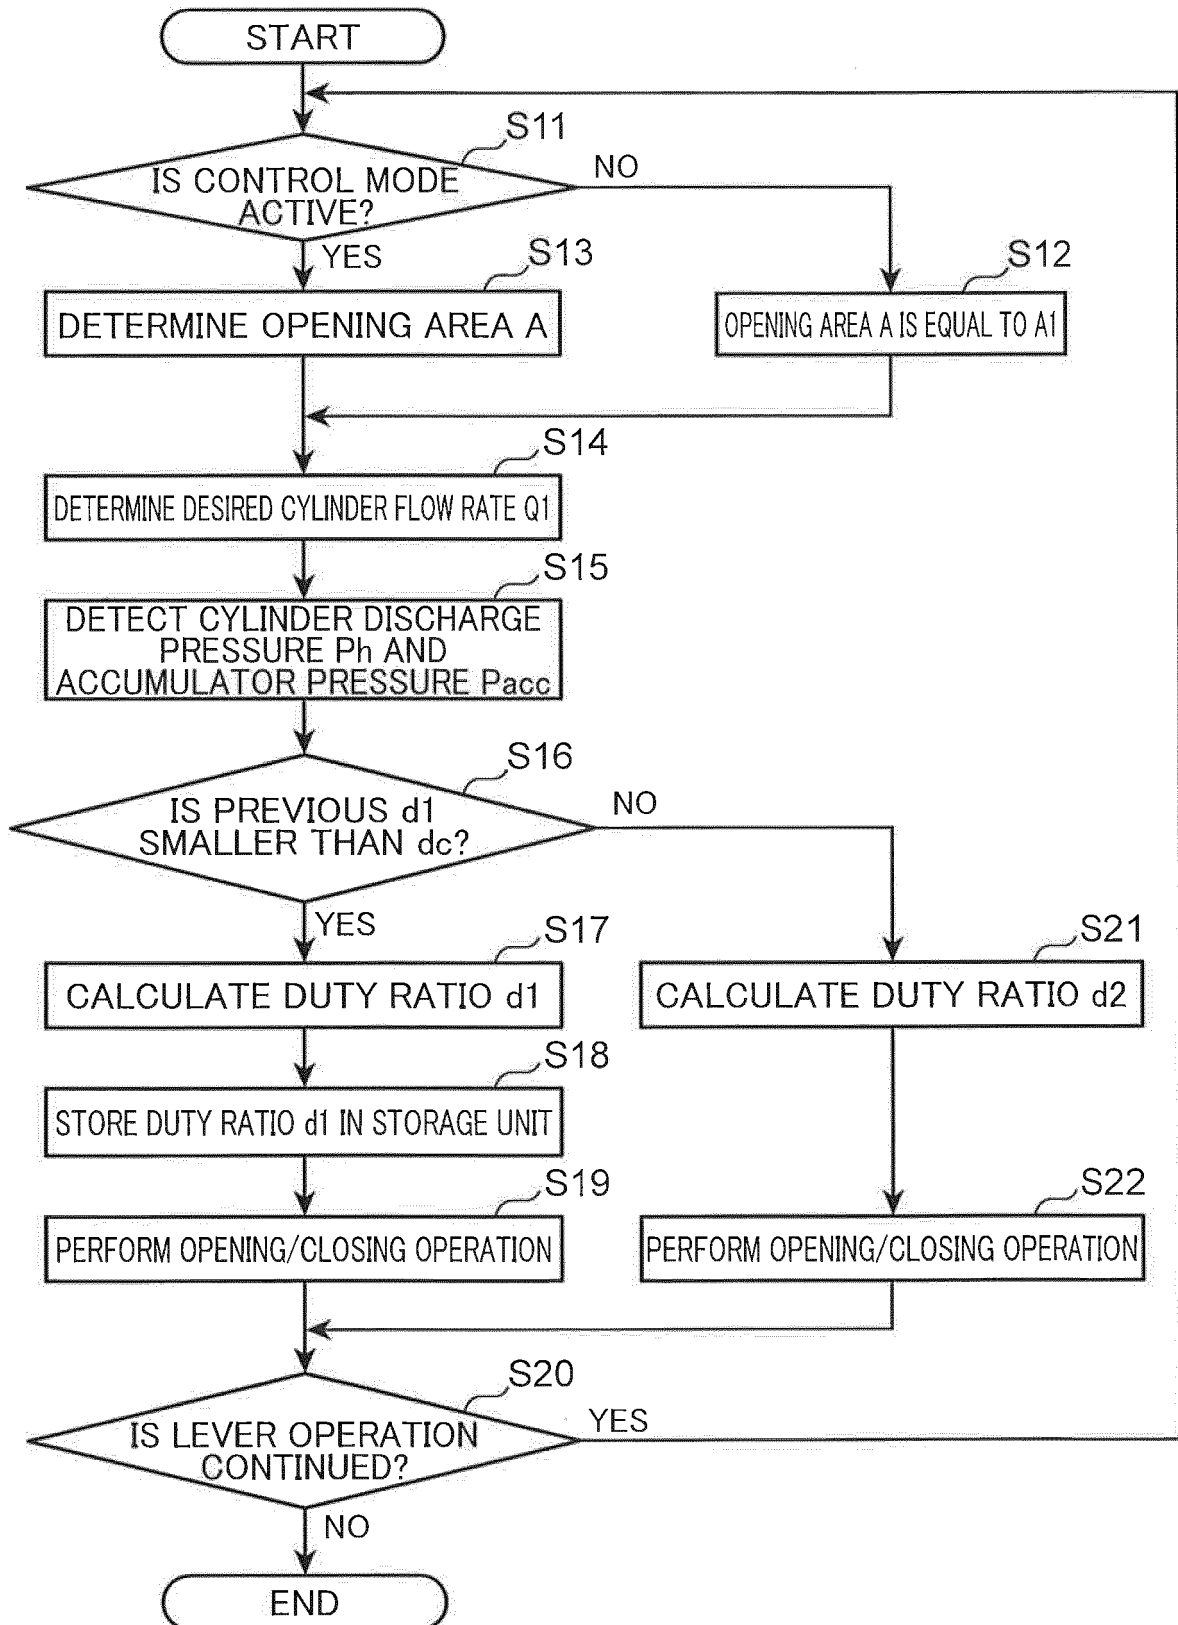 START
S11
IS CONTROL MODE
ACTIVE?
NO
YES
S13
DETERMINE OPENING AREA A
S12
OPENING AREA A IS EQUAL TO A1
S14
DETERMINE DESIRED CYLINDER FLOW RATE Q1
S15
DETECT CYLINDER DISCHARGE
PRESSURE Ph AND
ACCUMULATOR PRESSURE Pacc
S16
IS PREVIOUS d1
SMALLER THAN dc?
NO
YES
S17
CALCULATE DUTY RATIO d1
S21
CALCULATE DUTY RATIO d2
S18
STORE DUTY RATIO d1 IN STORAGE UNIT
S19
PERFORM OPENING/CLOSING OPERATION
S22
PERFORM OPENING/CLOSING OPERATION
S20
IS LEVER OPERATION
CONTINUED?
YES
NO
END